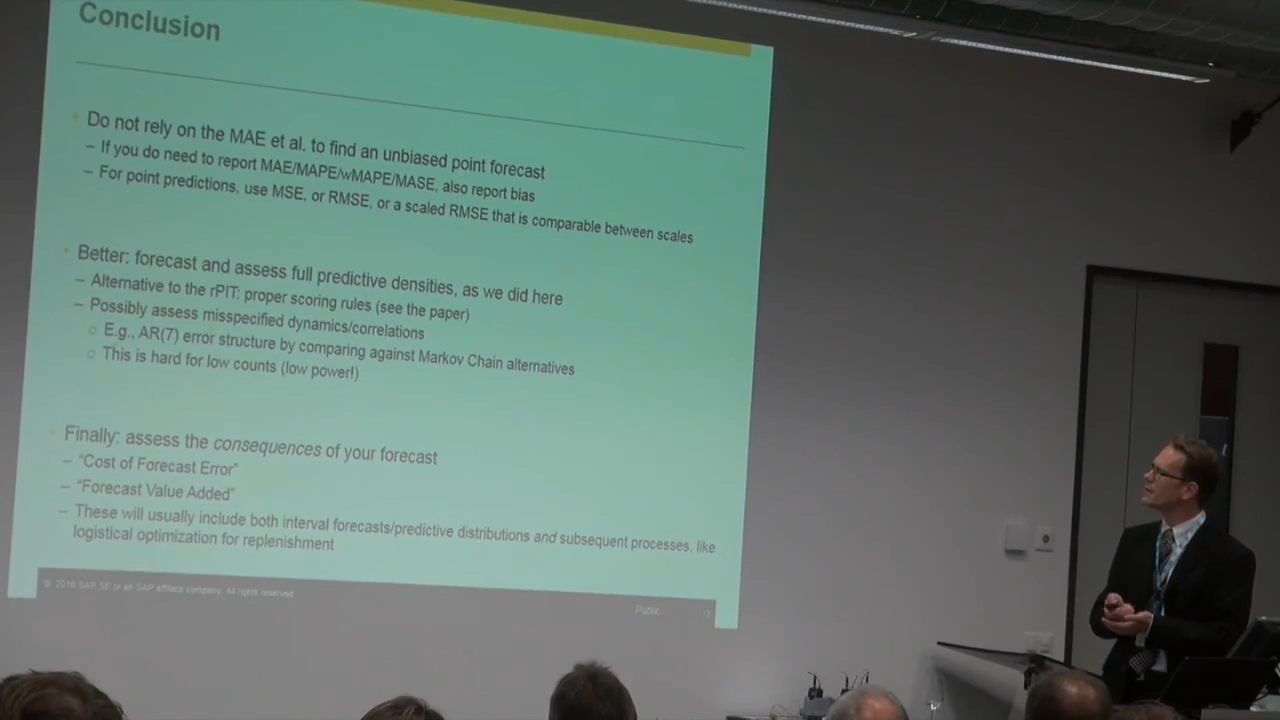 Conclusion
Do not rely on the MAE et al. to find an unbiased point forecast
– If you do need to report MAE/MAPE/wMAPE/MASE, also report bias
– For point predictions, use MSE, or RMSE, or a scaled RMSE that is comparable between scales
Better: forecast and assess full predictive densities, as we did here
– Alternative to the rPIT: proper scoring rules (see the paper)
– Possibly assess misspecified dynamics/correlations
○ E.g., AR(7) error structure by comparing against Markov Chain alternatives
○ This is hard for low counts (low power!)
Finally: assess the consequences of your forecast
– “Cost of Forecast Error”
– “Forecast Value Added”
– These will usually include both interval forecasts/predictive distributions and subsequent processes, like
logistical optimization for replenishment
© 2016 SAP SE or an SAP affiliate company. All rights reserved
Public